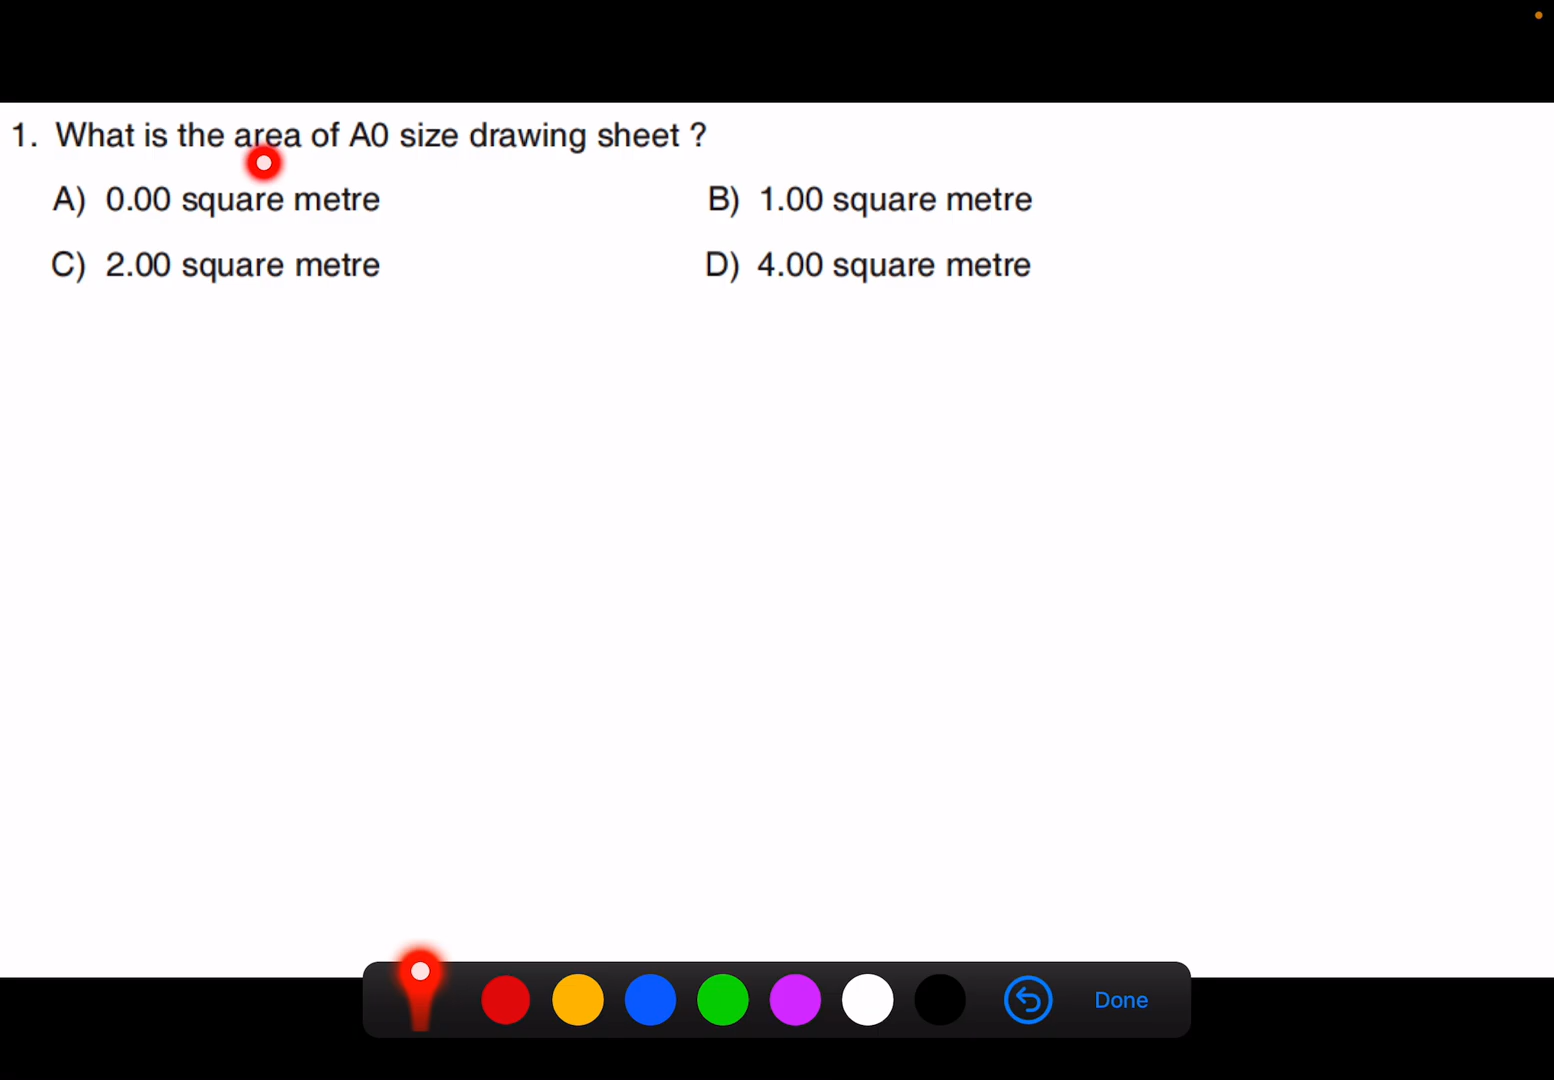 1. What is the area of A0 size drawing sheet ?
A) 0.00 square metre B) 1.00 square metre
C) 2.00 square metre D) 4.00 square metre
Done